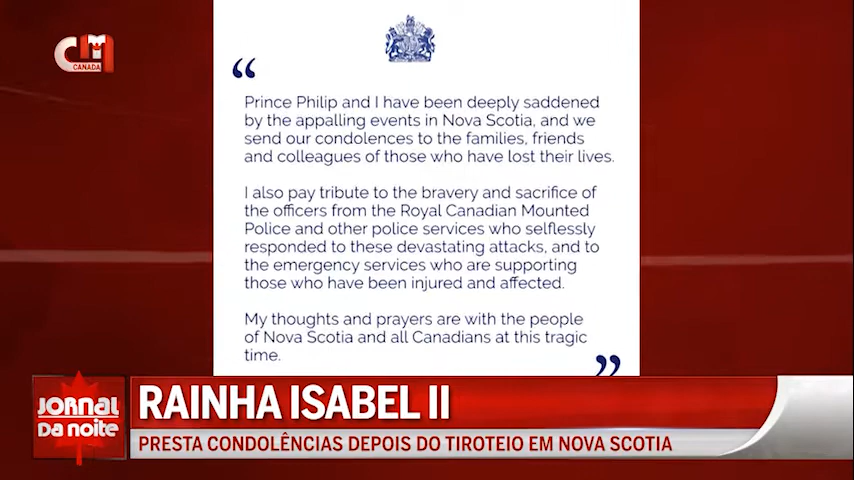 CM
CANADA
“
Prince Philip and I have been deeply saddened
by the appalling events in Nova Scotia, and we
send our condolences to the families, friends
and colleagues of those who have lost their lives.
I also pay tribute to the bravery and sacrifice of
the officers from the Royal Canadian Mounted
Police and other police services who selflessly
responded to these devastating attacks, and to
the emergency services who are supporting
those who have been injured and affected.
My thoughts and prayers are with the people
of Nova Scotia and all Canadians at this tragic
time.
”
JORNAL
DA NOITE
RAINHA ISABEL II
PRESTA CONDOLÊNCIAS DEPOIS DO TIROTEIO EM NOVA SCOTIA